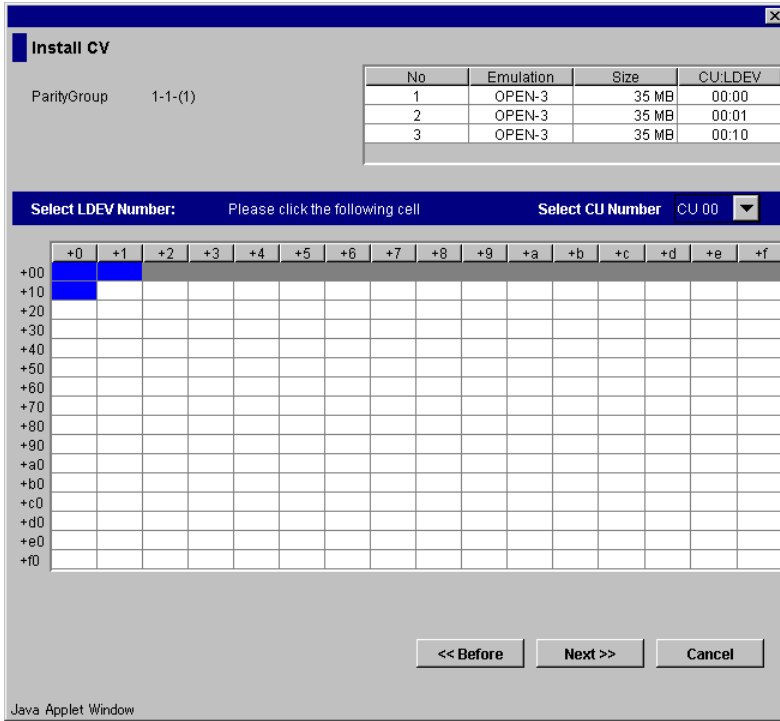 Install CV
ParityGroup 1-1-(1)
No Emulation Size CU:LDEV
1 OPEN-3 35 MB 00:00
2 OPEN-3 35 MB 00:01
3 OPEN-3 35 MB 00:10
Select LDEV Number: Please click the following cell Select CU Number CU 00
+0 +1 +2 +3 +4 +5 +6 +7 +8 +9 +a +b +c +d +e +f
+00
+10
+20
+30
+40
+50
+60
+70
+80
+90
+a0
+b0
+c0
+d0
+e0
+f0
<< Before Next >> Cancel
Java Applet Window